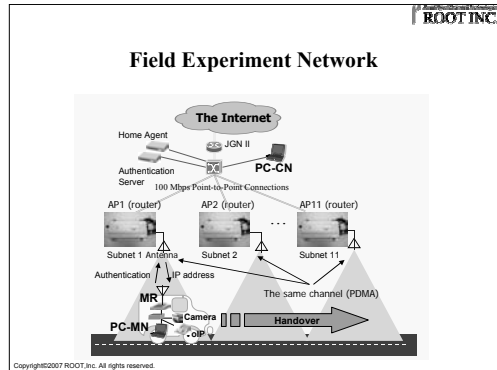 ROOT INC.
Field Experiment Network
The Internet
Home Agent
JGN II
Authentication
Server
PC-CN
100 Mbps Point-to-Point Connections
AP1 (router)
AP2 (router)
AP11 (router)
...
Subnet 1
Antenna
Subnet 2
Subnet 11
Authentication
IP address
The same channel (PDMA)
MR
Camera
Handover
PC-MN
oIP
Copyright©2007 ROOT,Inc. All rights reserved.